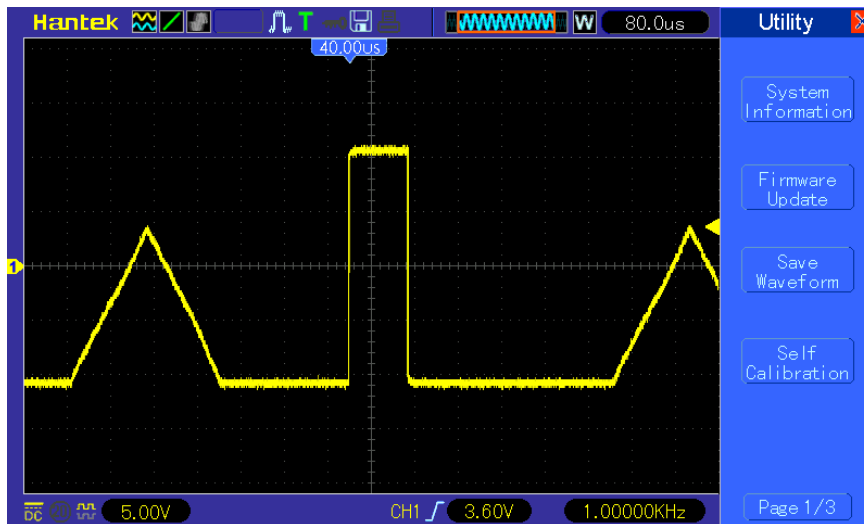 Hantek T W 80.0us Utility
40.00us
System
Information
Firmware
Update
1
Save
Waveform
Self
Calibration
DC 5.00V CH1 3.60V 1.00000KHz Page 1/3